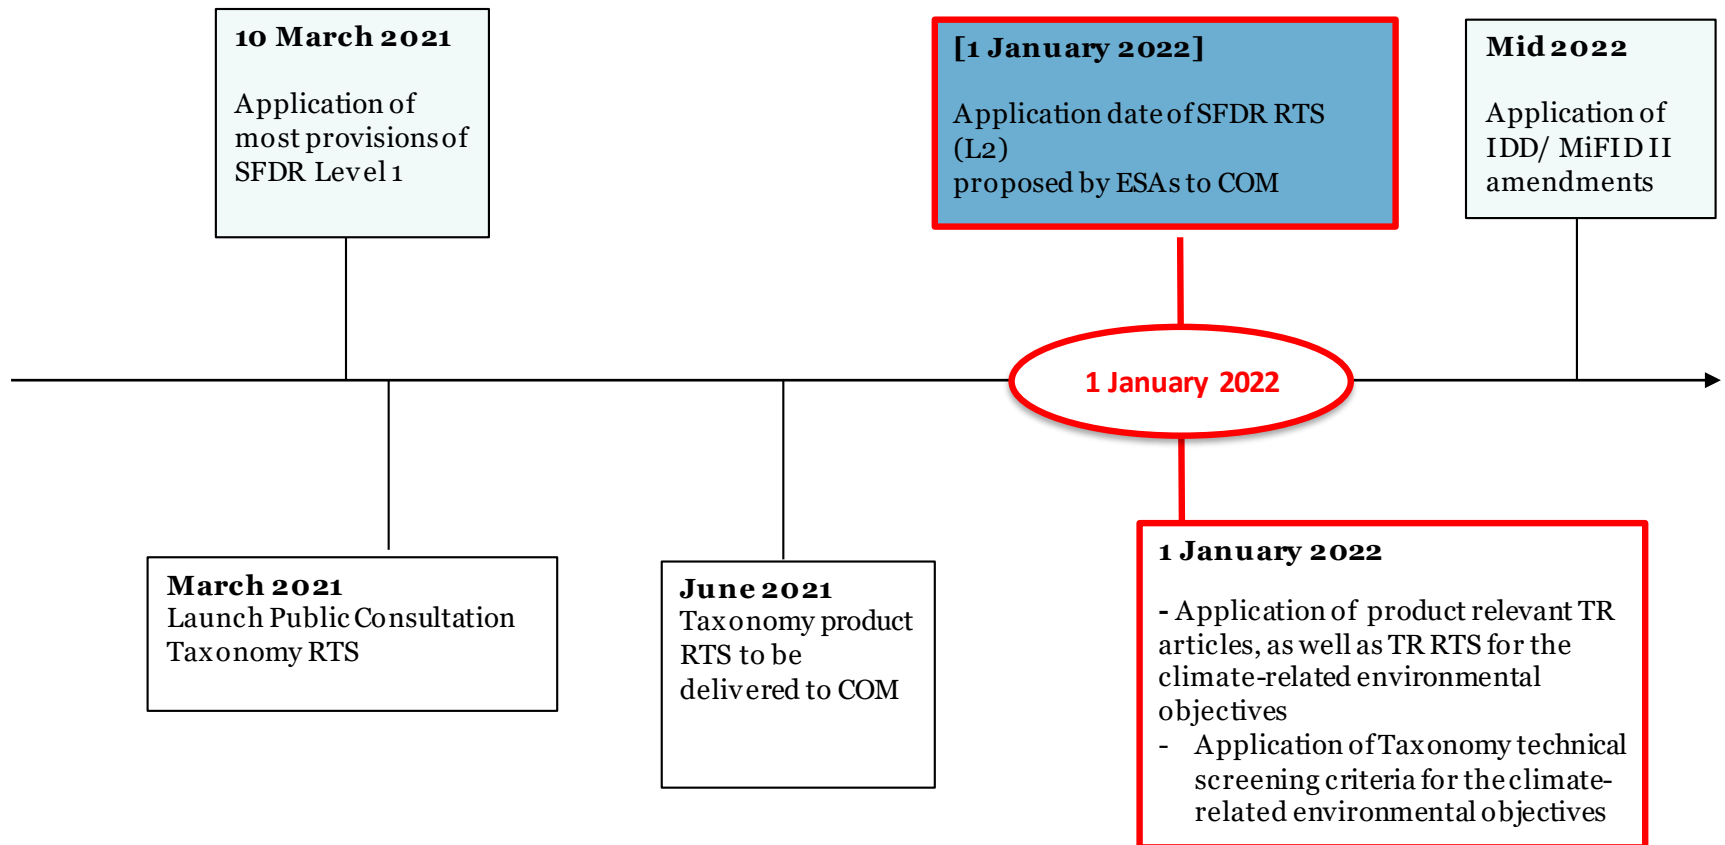 10 March 2021
Application of
most provisions of
SFDR Level 1
[1 January 2022]
Application date of SFDR RTS
(L2)
proposed by ESAs to COM
Mid 2022
Application of
IDD/ MiFID II
amendments
1 January 2022
March 2021
Launch Public Consultation
Taxonomy RTS
June 2021
Taxonomy product
RTS to be
delivered to COM
1 January 2022
- Application of product relevant TR
articles, as well as TR RTS for the
climate-related environmental
objectives
- Application of Taxonomy technical
screening criteria for the climate-
related environmental objectives